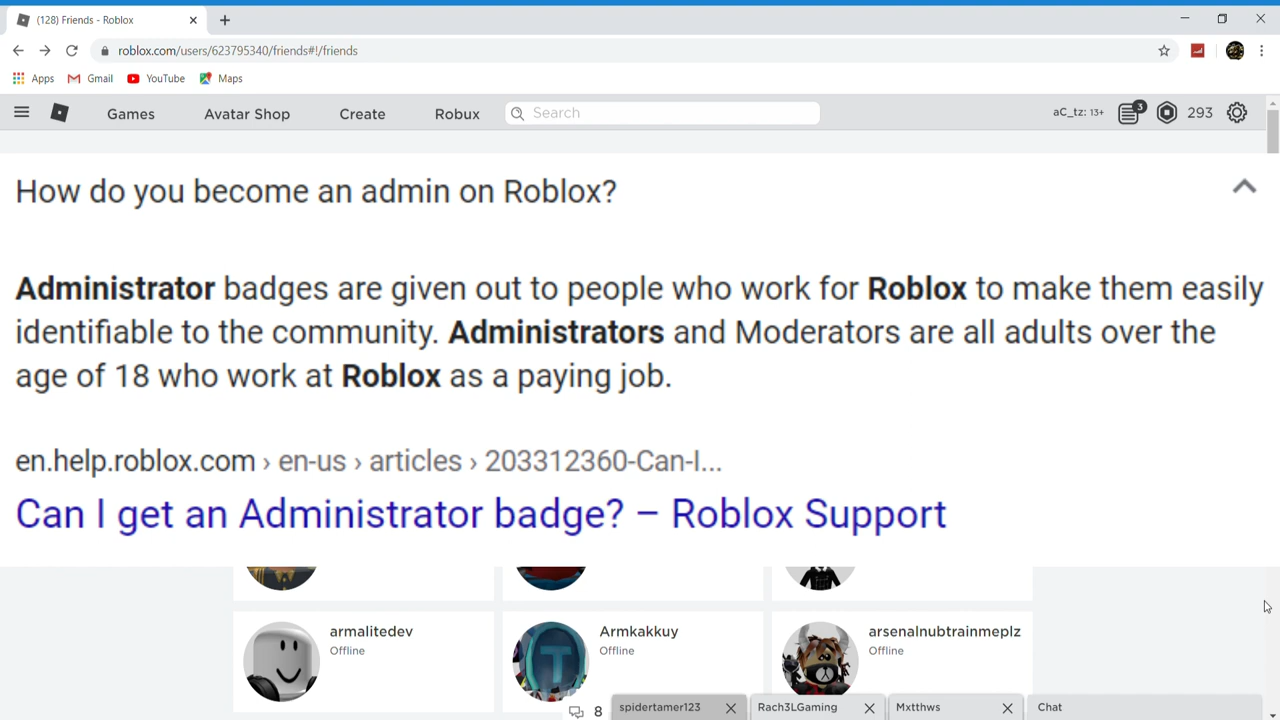 (128) Friends - Roblox
roblox.com/users/623795340/friends#!/friends
Apps Gmail YouTube Maps
Games Avatar Shop Create Robux Search aC_tz: 13+ 3 293
How do you become an admin on Roblox?
Administrator badges are given out to people who work for Roblox to make them easily
identifiable to the community. Administrators and Moderators are all adults over the
age of 18 who work at Roblox as a paying job.
en.help.roblox.com › en-us › articles › 203312360-Can-I...
Can I get an Administrator badge? – Roblox Support
armalitedev Armkakkuy arsenalnubtrainmeplz
Offline Offline Offline
8 spidertamer123 Rach3LGaming Mxtthws Chat